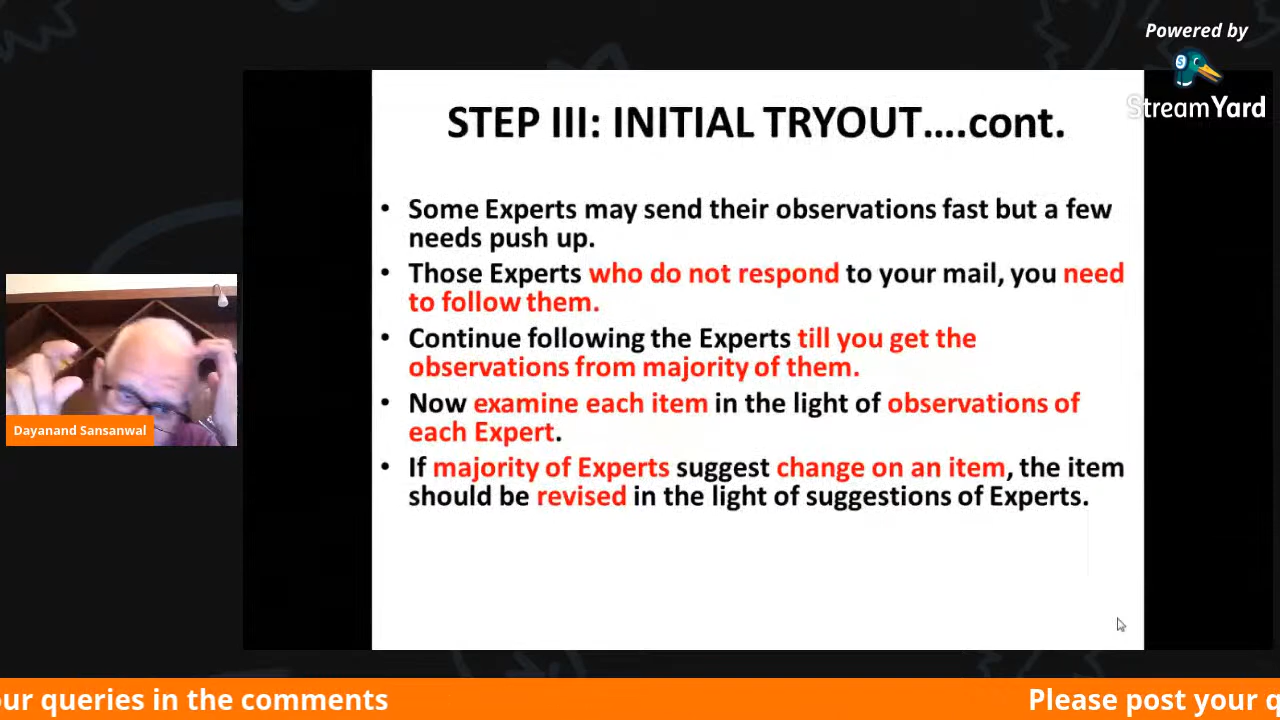 Powered by
StreamYard
STEP III: INITIAL TRYOUT....cont.
• Some Experts may send their observations fast but a few
needs push up.
• Those Experts who do not respond to your mail, you need
to follow them.
• Continue following the Experts till you get the
observations from majority of them.
• Now examine each item in the light of observations of
each Expert.
• If majority of Experts suggest change on an item, the item
should be revised in the light of suggestions of Experts.
Dayanand Sansanwal
our queries in the comments
Please post your q